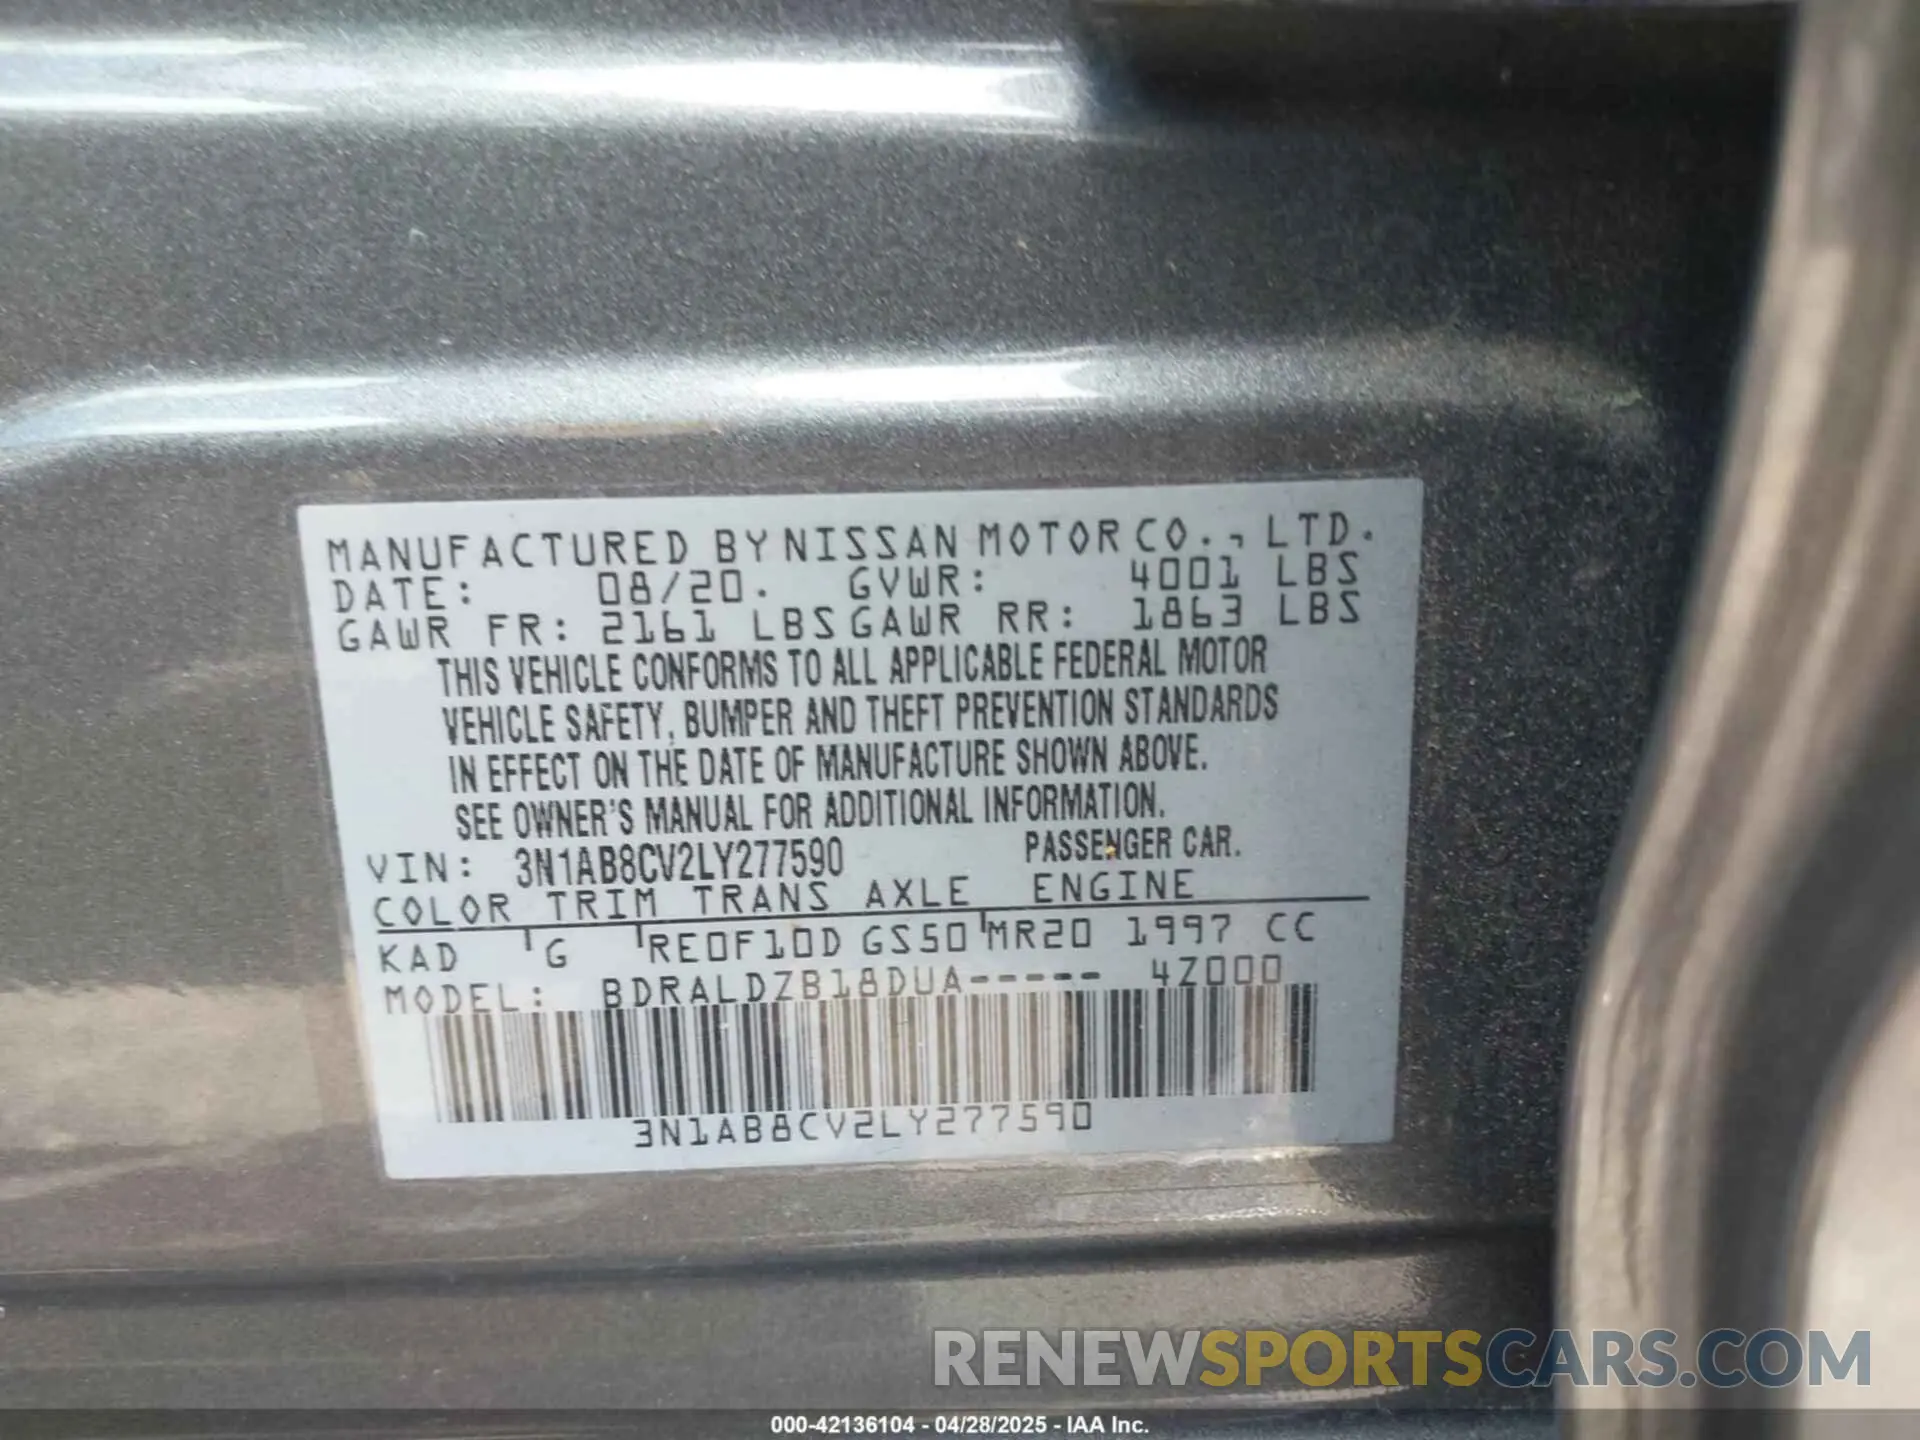 MANUFACTURED BY NISSAN MOTOR CO., LTD.
DATE: 08/20. GVWR: 4001 LBS
GAWR FR: 2161 LBS GAWR RR: 1863 LBS
THIS VEHICLE CONFORMS TO ALL APPLICABLE FEDERAL MOTOR
VEHICLE SAFETY, BUMPER AND THEFT PREVENTION STANDARDS
IN EFFECT ON THE DATE OF MANUFACTURE SHOWN ABOVE.
SEE OWNER'S MANUAL FOR ADDITIONAL INFORMATION.
VIN: 3N1AB8CV2LY277590 PASSENGER CAR.
COLOR TRIM TRANS AXLE ENGINE
KAD G RE0F10D GS50 MR20 1997 CC
MODEL: BDRALDZB18DUA----- 4Z000
3N1AB8CV2LY277590
RENEWSPORTSCARS.COM
000-42136104 - 04/28/2025 - IAA Inc.